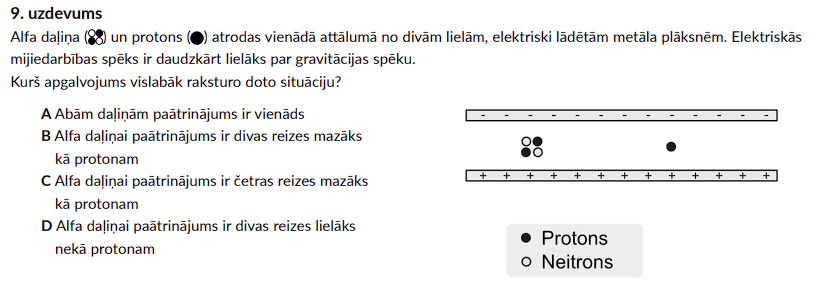 9. uzdevums
Alfa daļiņa () un protons () atrodas vienādā attālumā no divām lielām, elektriski lādētām metāla plāksnēm. Elektriskās
mijiedarbības spēks ir daudzkārt lielāks par gravitācijas spēku.
Kurš apgalvojums vislabāk raksturo doto situāciju?
A Abām daļiņām paātrinājums ir vienāds
B Alfa daļiņai paātrinājums ir divas reizes mazāks
kā protonam
C Alfa daļiņai paātrinājums ir četras reizes mazāks
kā protonam
D Alfa daļiņai paātrinājums ir divas reizes lielāks
nekā protonam
- - - - - - - - - - - - -
+ + + + + + + + + + + + +
Protons
Neitrons